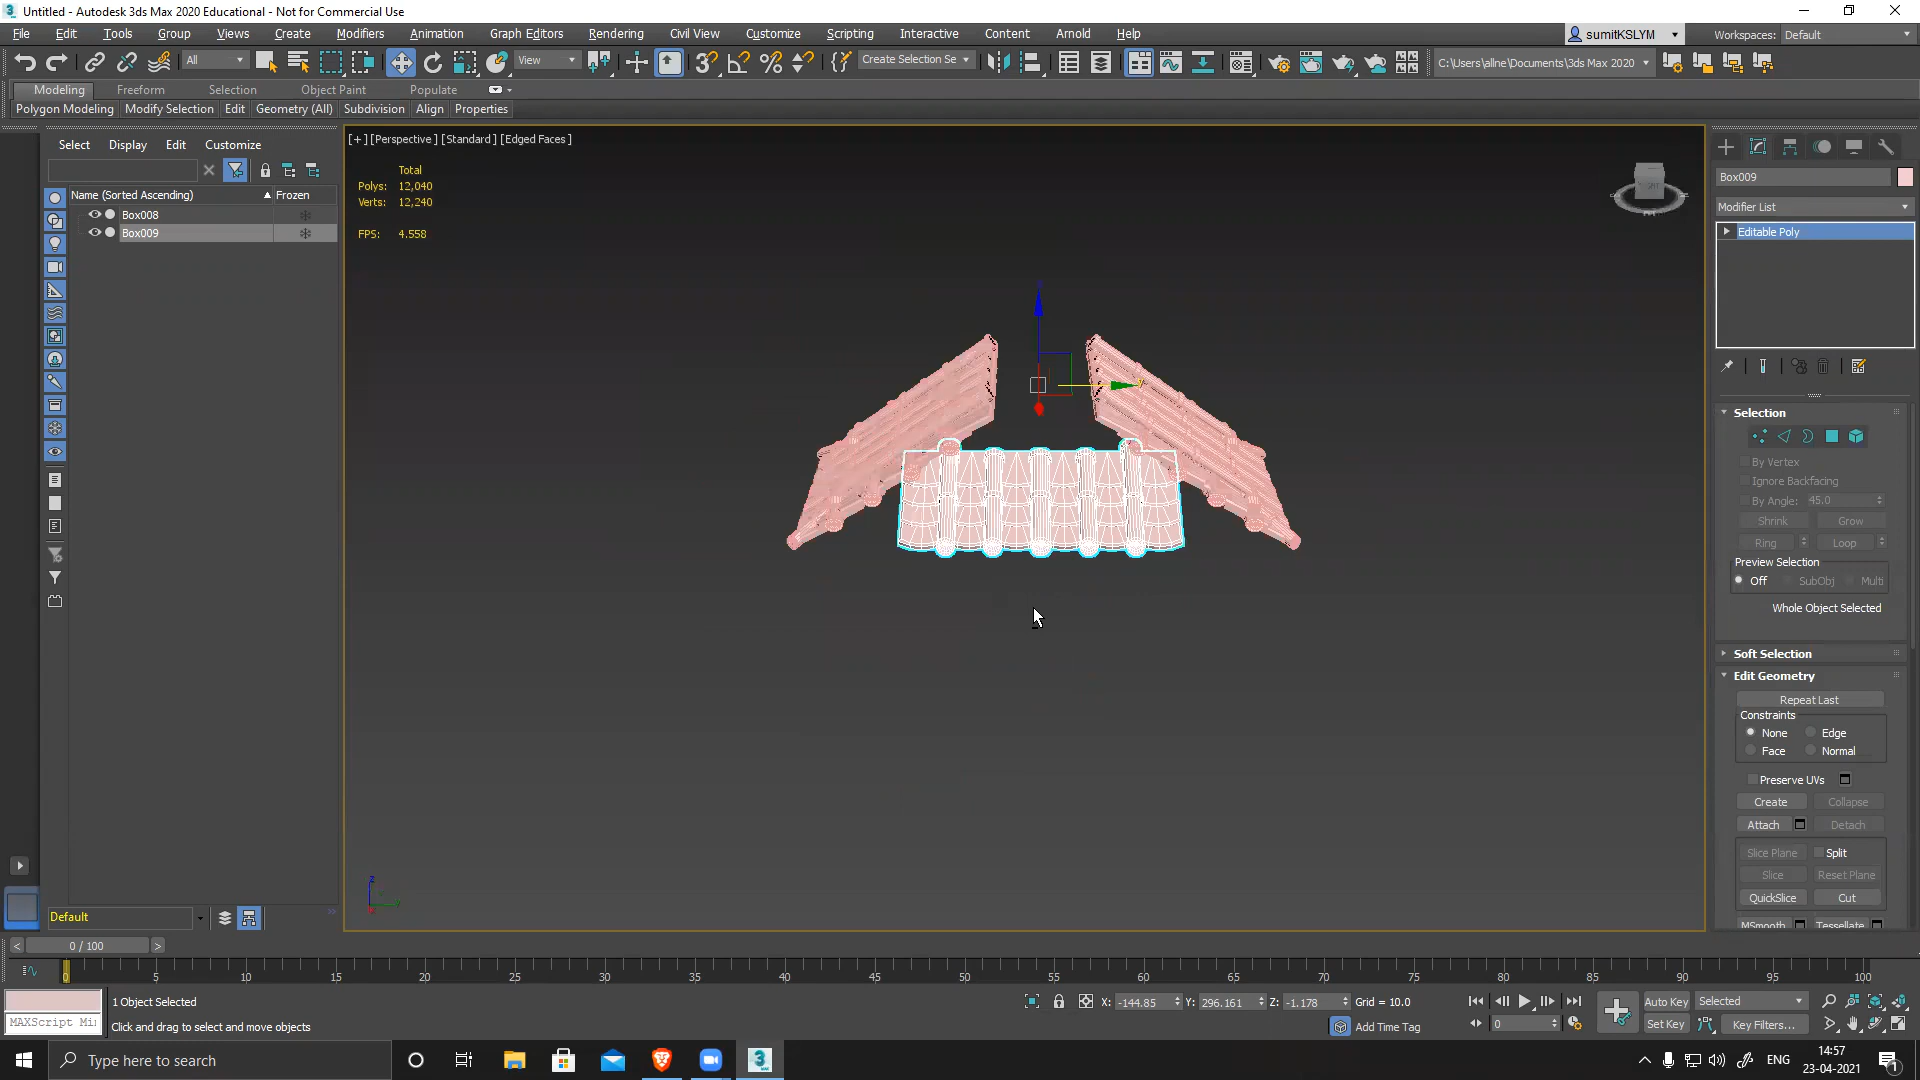 Untitled - Autodesk 3ds Max 2020 Educational - Not for Commercial Use
File Edit Tools Group Views Create Modifiers Animation Graph Editors Rendering Civil View Customize Scripting Interactive Content Arnold Help
sumitKSLYM Workspaces: Default
All View Create Selection Se C:\Users\allne\Documents\3ds Max 2020
Modeling Freeform Selection Object Paint Populate
Polygon Modeling Modify Selection Edit Geometry (All) Subdivision Align Properties
Select Display Edit Customize
[+] [Perspective ] [Standard ] [Edged Faces ]
Name (Sorted Ascending) Frozen
Box008
Box009
Total
Polys: 12,040
Verts: 12,240
FPS: 4.558
Box009
Modifier List
Editable Poly
Selection
By Vertex
Ignore Backfacing
By Angle: 45.0
Shrink Grow
Ring Loop
Preview Selection
Off SubObj Multi
Whole Object Selected
Soft Selection
Edit Geometry
Repeat Last
Constraints
None Edge
Face Normal
Preserve UVs
Create Collapse
Attach Detach
Slice Plane Split
Slice Reset Plane
QuickSlice Cut
MSmooth Tessellate
Default
0 / 100
0 5 10 15 20 25 30 35 40 45 50 55 60 65 70 75 80 85 90 95 100
1 Object Selected
X: -144.85 Y: 296.161 Z: -1.178 Grid = 10.0
Auto Key Selected
MAXScript Mi
Click and drag to select and move objects
Add Time Tag
0
Set Key Key Filters...
Type here to search
ENG
14:57
23-04-2021